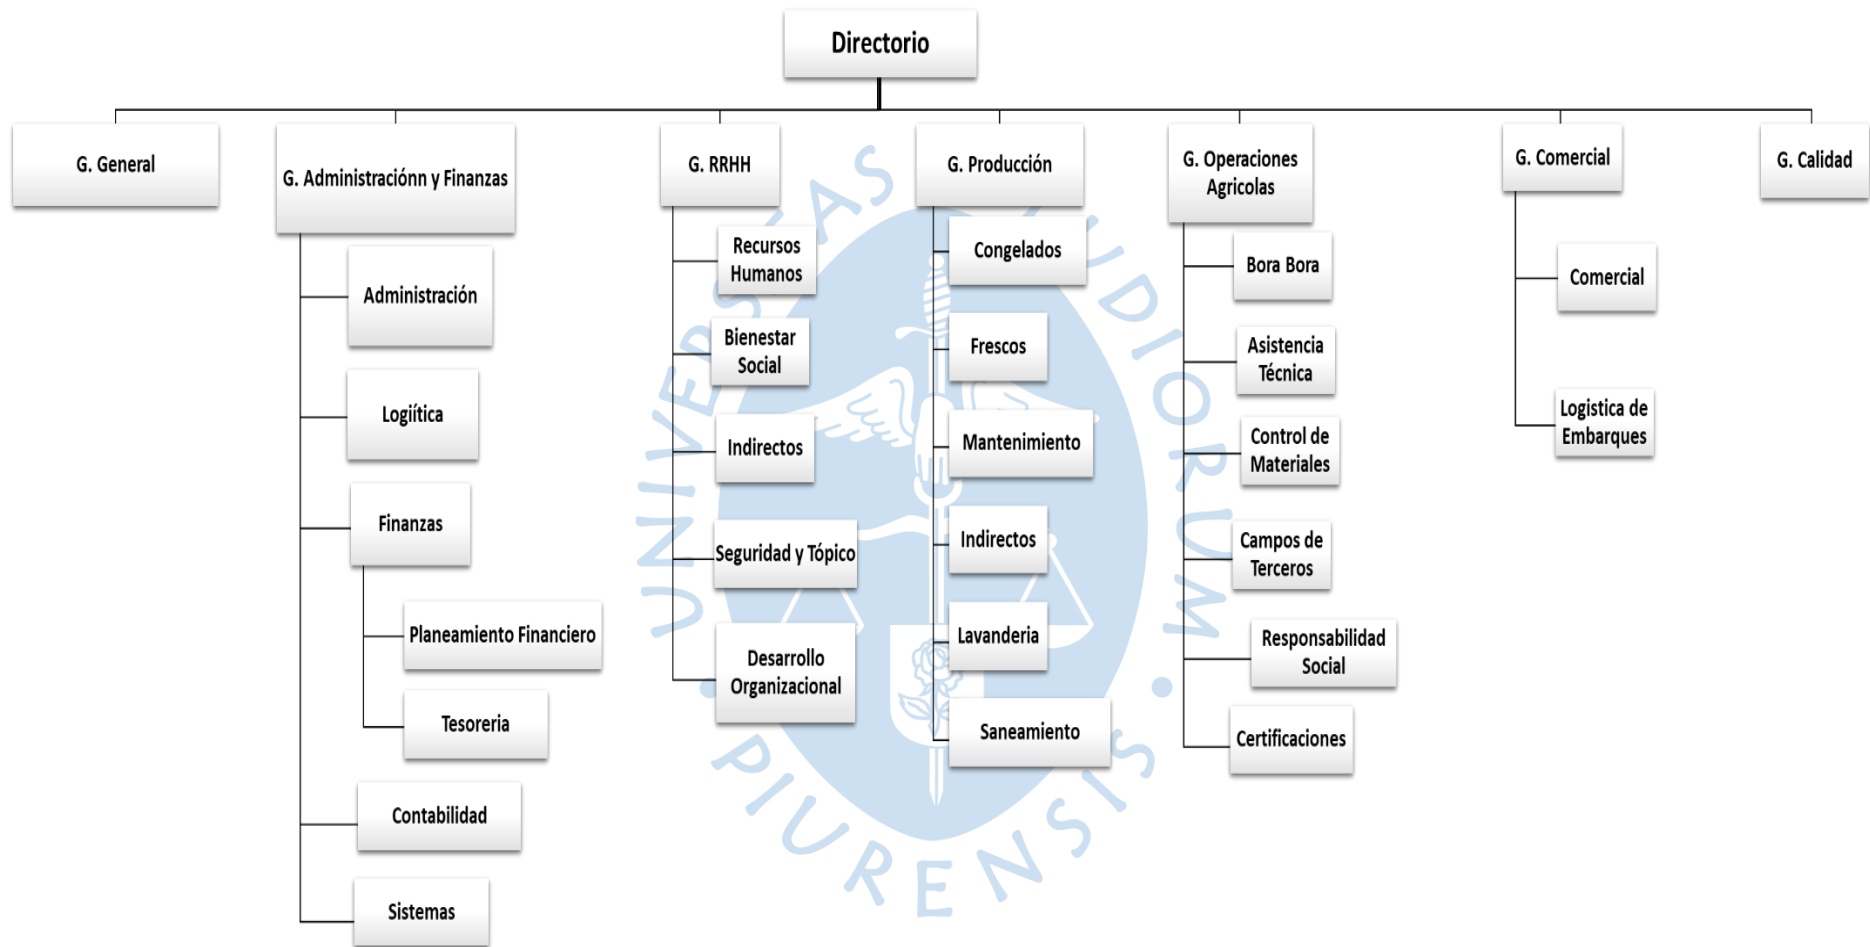 Directorio
G. General
G. Administraciónn y Finanzas
G. RRHH
G. Producción
G. Operaciones
Agricolas
G. Comercial
G. Calidad
Administración
Logiítica
Finanzas
Planeamiento Financiero
Tesoreria
Contabilidad
Sistemas
Recursos
Humanos
Bienestar
Social
Indirectos
Seguridad y Tópico
Desarrollo
Organizacional
Congelados
Frescos
Mantenimiento
Indirectos
Lavanderia
Saneamiento
Bora Bora
Asistencia
Técnica
Control de
Materiales
Campos de
Terceros
Responsabilidad
Social
Certificaciones
Comercial
Logistica de
Embarques
UNIVERSITAS STUDIORUM
PIURENSIS